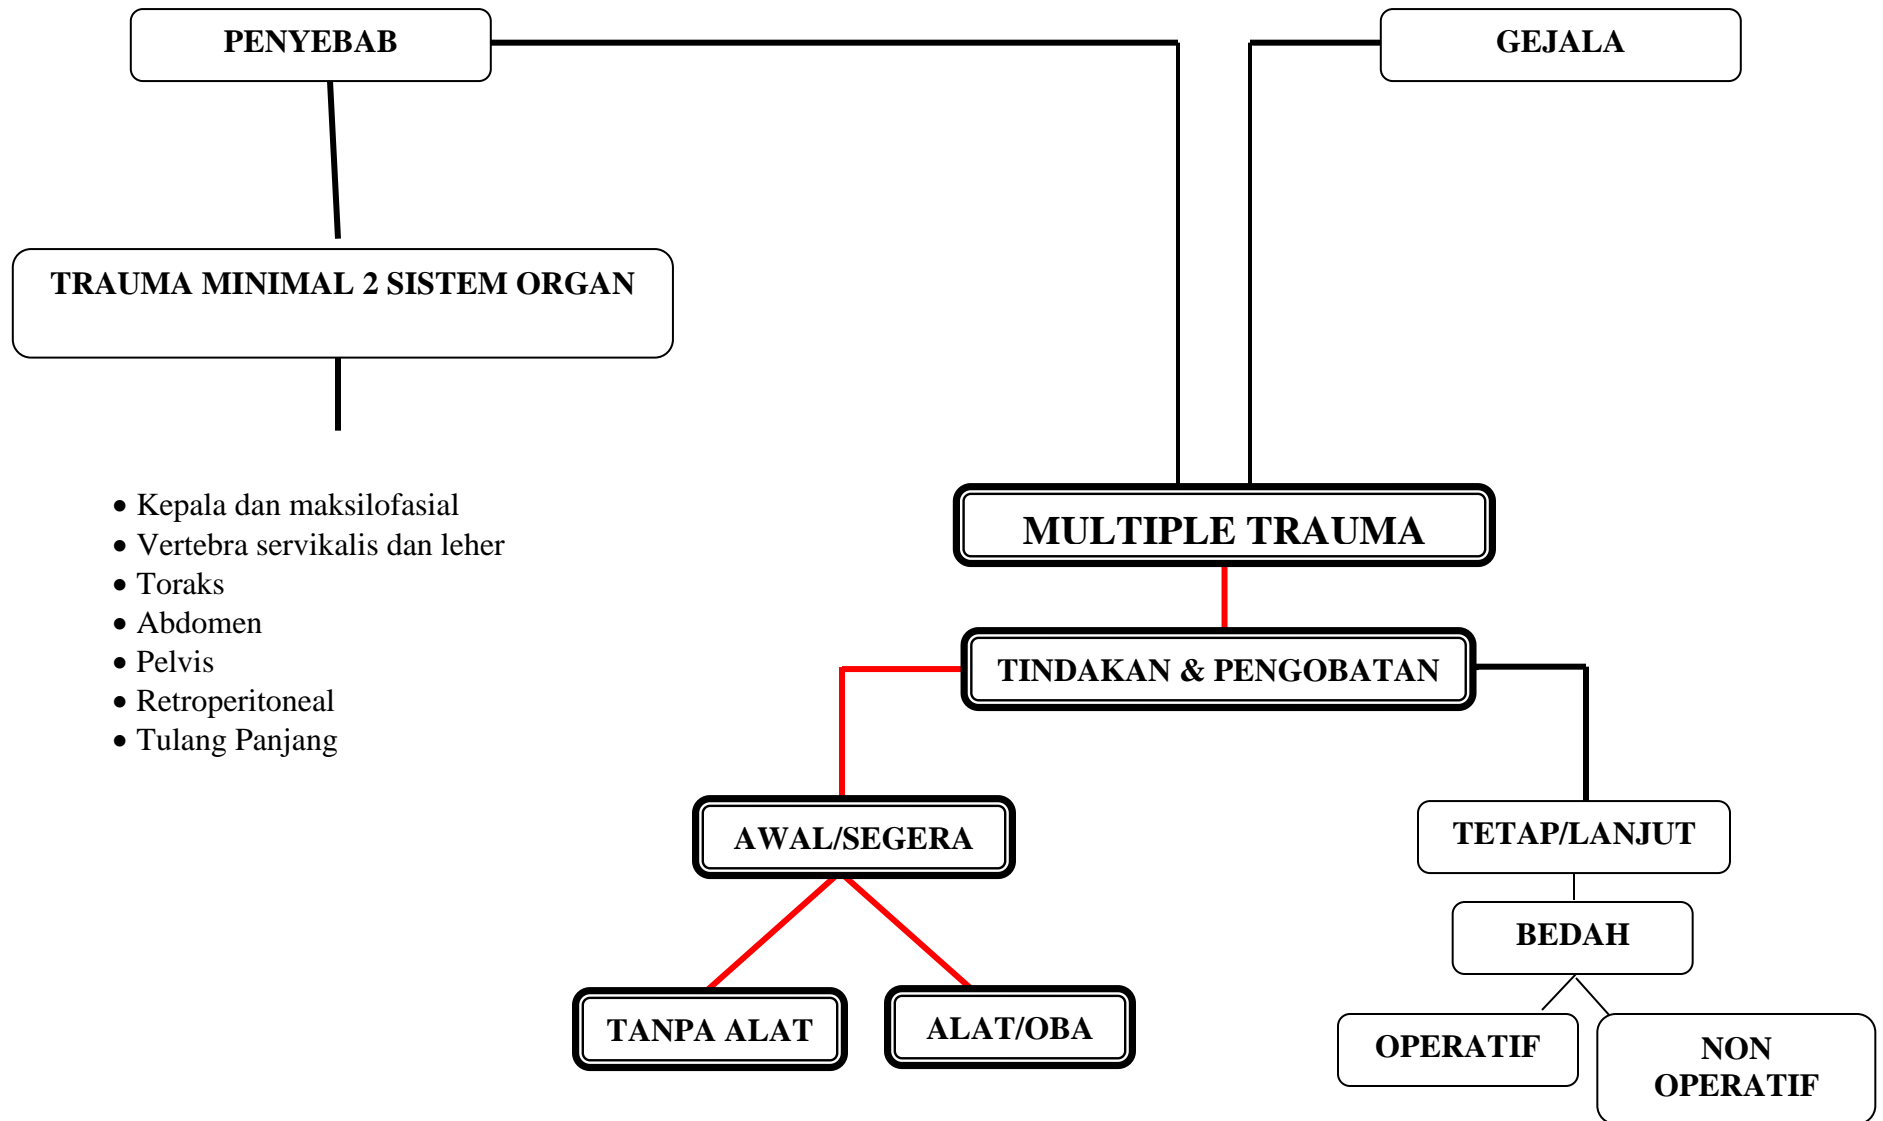 PENYEBAB
GEJALA
TRAUMA MINIMAL 2 SISTEM ORGAN
• Kepala dan maksilofasial
• Vertebra servikalis dan leher
• Toraks
• Abdomen
• Pelvis
• Retroperitoneal
• Tulang Panjang
MULTIPLE TRAUMA
TINDAKAN & PENGOBATAN
AWAL/SEGERA
TETAP/LANJUT
BEDAH
TANPA ALAT
ALAT/OBA
OPERATIF
NON
OPERATIF